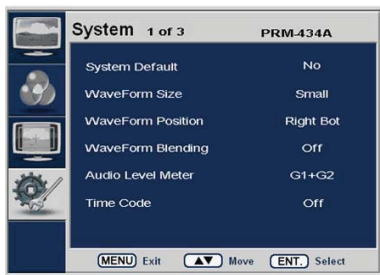 System 1 of 3 PRM-434A
System Default No
WaveForm Size Small
WaveForm Position Right Bot
WaveForm Blending Off
Audio Level Meter G1+G2
Time Code Off
MENU Exit ▲▼ Move ENT. Select